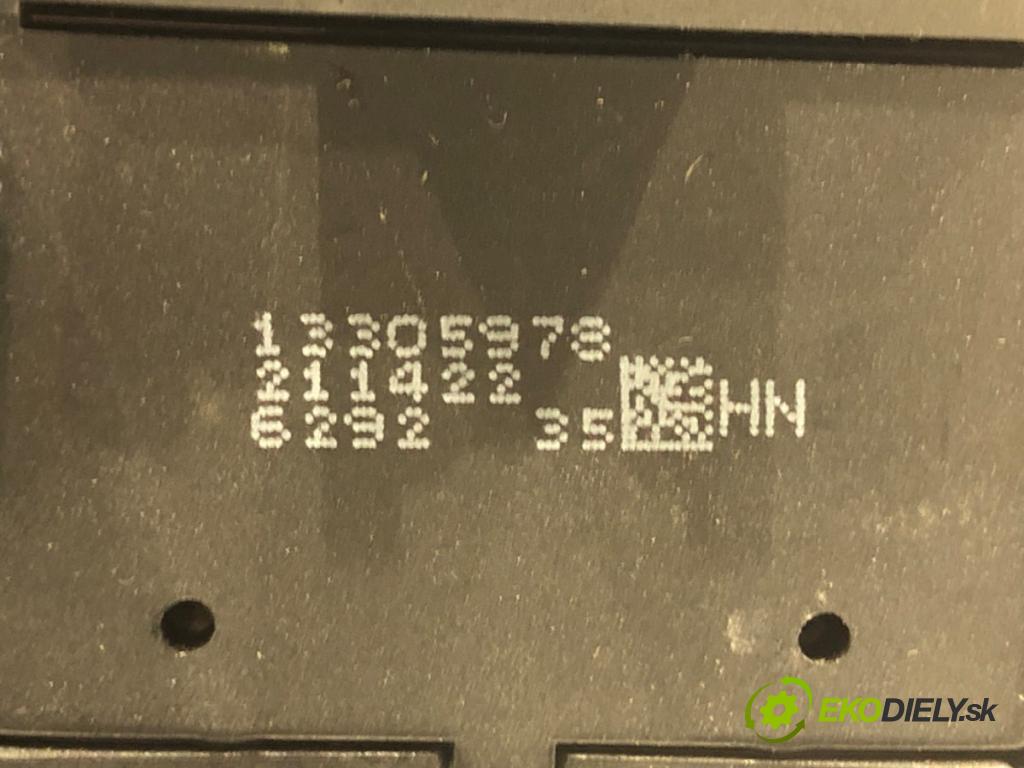 13305978
211422
6292 35
HN
EKODIELY.sk